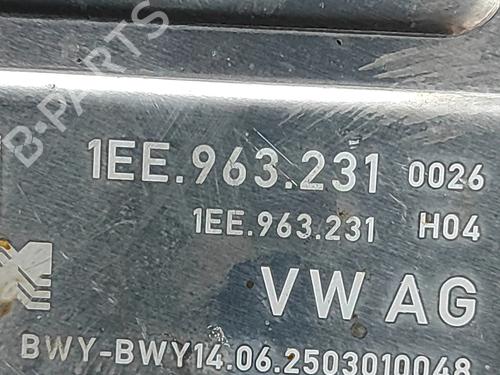 B-PARTS
1EE.963.231 0026
1EE.963.231 H04
VW AG
BWY-BWY14.06.2503010048